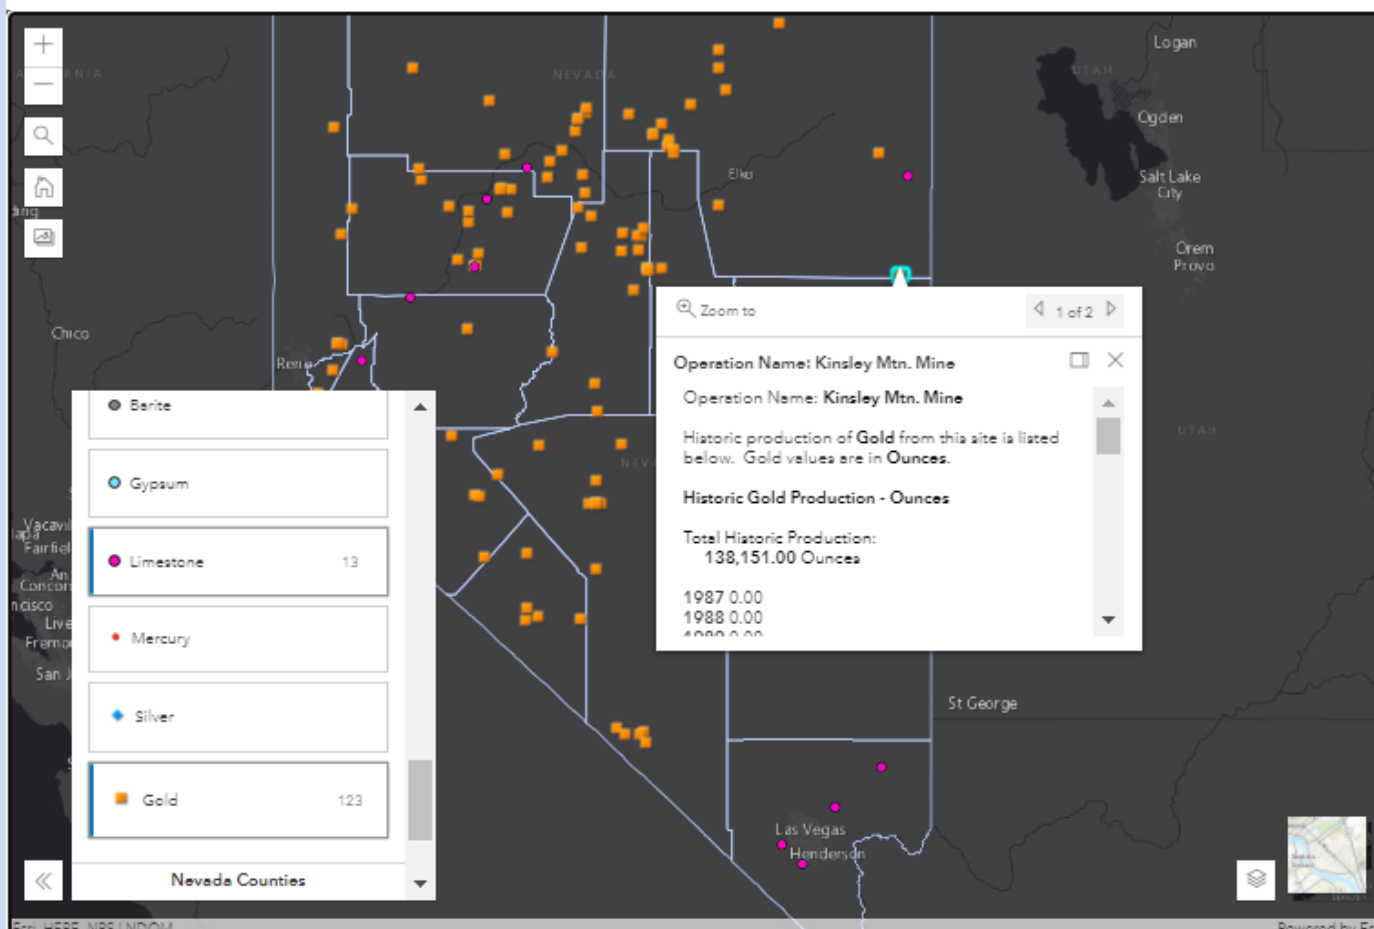 Logan
NEVADA
UTAH
Ogden
Elko
Salt Lake
City
Orem
Provo
Chico
Zoom to
1 of 2
Operation Name: Kinsley Mtn. Mine
Operation Name: Kinsley Mtn. Mine
Historic production of Gold from this site is listed
below. Gold values are in Ounces.
Historic Gold Production - Ounces
Total Historic Production:
138,151.00 Ounces
1987 0.00
1988 0.00
UTAH
Barite
Gypsum
Limestone 13
Mercury
Silver
Gold 123
Nevada Counties
St George
Las Vegas
Henderson